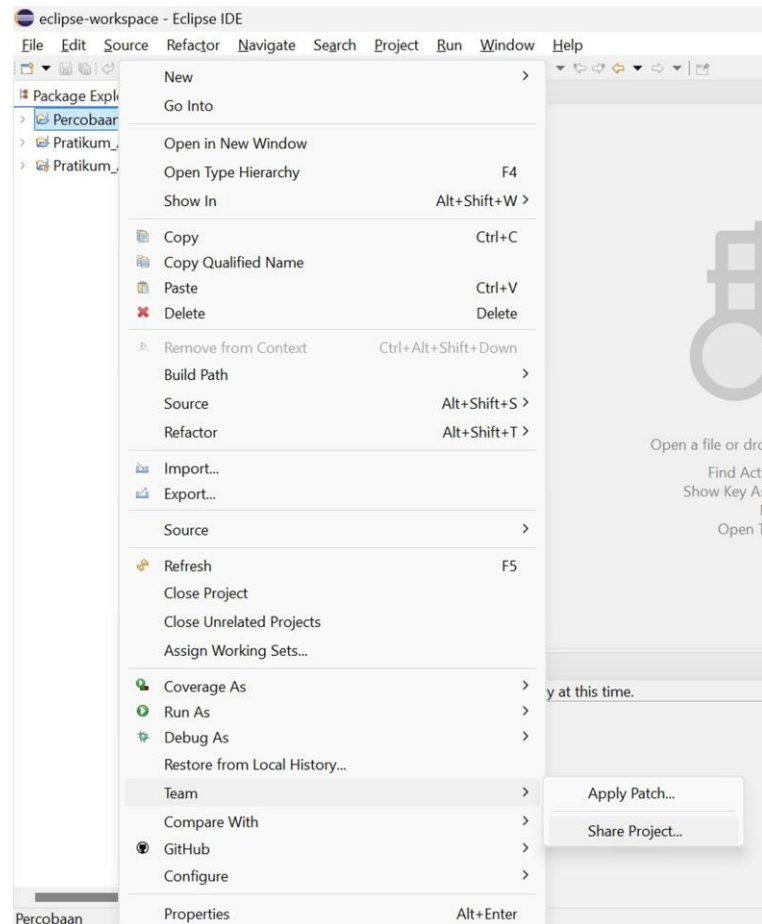 eclipse-workspace - Eclipse IDE
File Edit Source Refactor Navigate Search Project Run Window Help
Package Expl
Percobaan
Pratikum_
Pratikum_
New
Go Into
Open in New Window
Open Type Hierarchy F4
Show In Alt+Shift+W
Copy Ctrl+C
Copy Qualified Name
Paste Ctrl+V
Delete Delete
Remove from Context Ctrl+Alt+Shift+Down
Build Path
Source Alt+Shift+S
Refactor Alt+Shift+T
Import...
Export...
Source
Refresh F5
Close Project
Close Unrelated Projects
Assign Working Sets...
Coverage As
Run As
Debug As
Restore from Local History...
Team
Compare With
GitHub
Configure
Properties Alt+Enter
Apply Patch...
Share Project...
Open a file or dro
Find Act
Show Key As
Open T
y at this time.
Percobaan